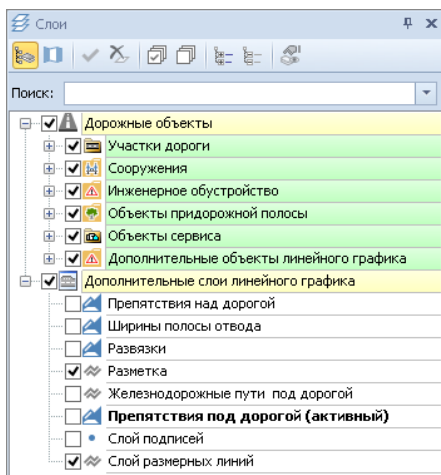 Слои
Поиск:
Дорожные объекты
Участки дороги
Сооружения
Инженерное обустройство
Объекты придорожной полосы
Объекты сервиса
Дополнительные объекты линейного графика
Дополнительные слои линейного графика
Препятствия над дорогой
Ширины полосы отвода
Развязки
Разметка
Железнодорожные пути под дорогой
Препятствия под дорогой (активный)
Слой подписей
Слой размерных линий